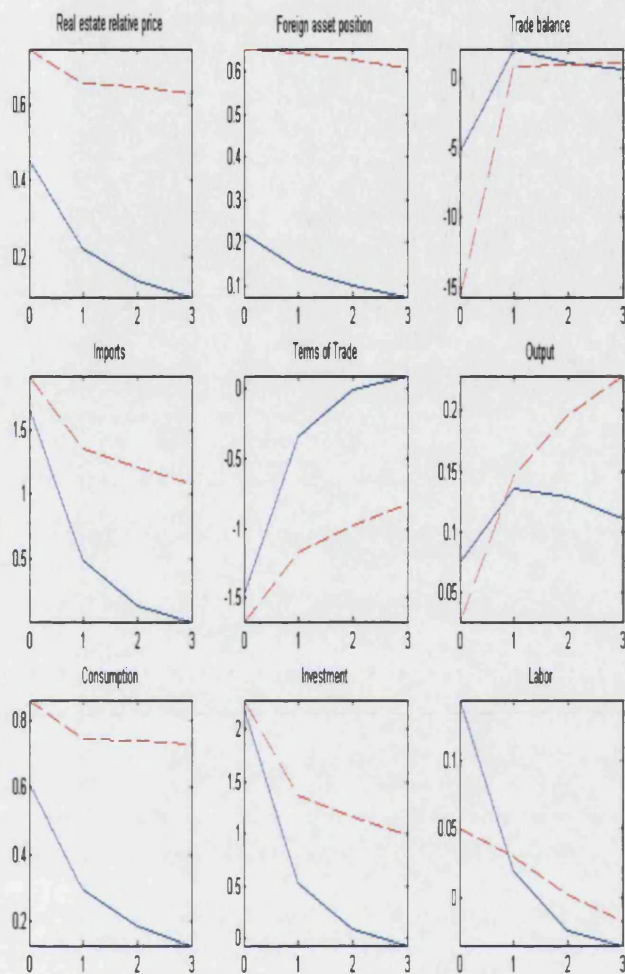 Real estate relative price Foreign asset position Trade balance
0.6 0.4 0.2
0 1 2 3
0.6 0.5 0.4 0.3 0.2 0.1
0 1 2 3
0 -5 -10 -15
0 1 2 3
Imports Terms of Trade Output
1.5 1 0.5
0 1 2 3
0 -0.5 -1 -1.5
0 1 2 3
0.2 0.15 0.1 0.05
0 1 2 3
Consumption Investment Labor
0.8 0.6 0.4 0.2
0 1 2 3
2 1.5 1 0.5 0
0 1 2 3
0.1 0.05 0
0 1 2 3